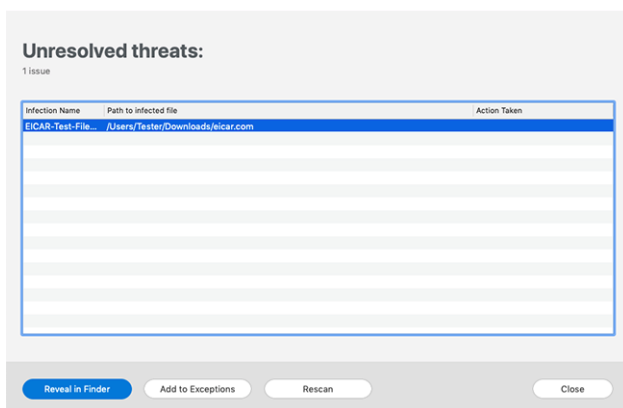 Unresolved threats:
1 issue
Infection Name Path to infected file Action Taken
EICAR-Test-File... /Users/Tester/Downloads/eicar.com
Reveal in Finder Add to Exceptions Rescan Close